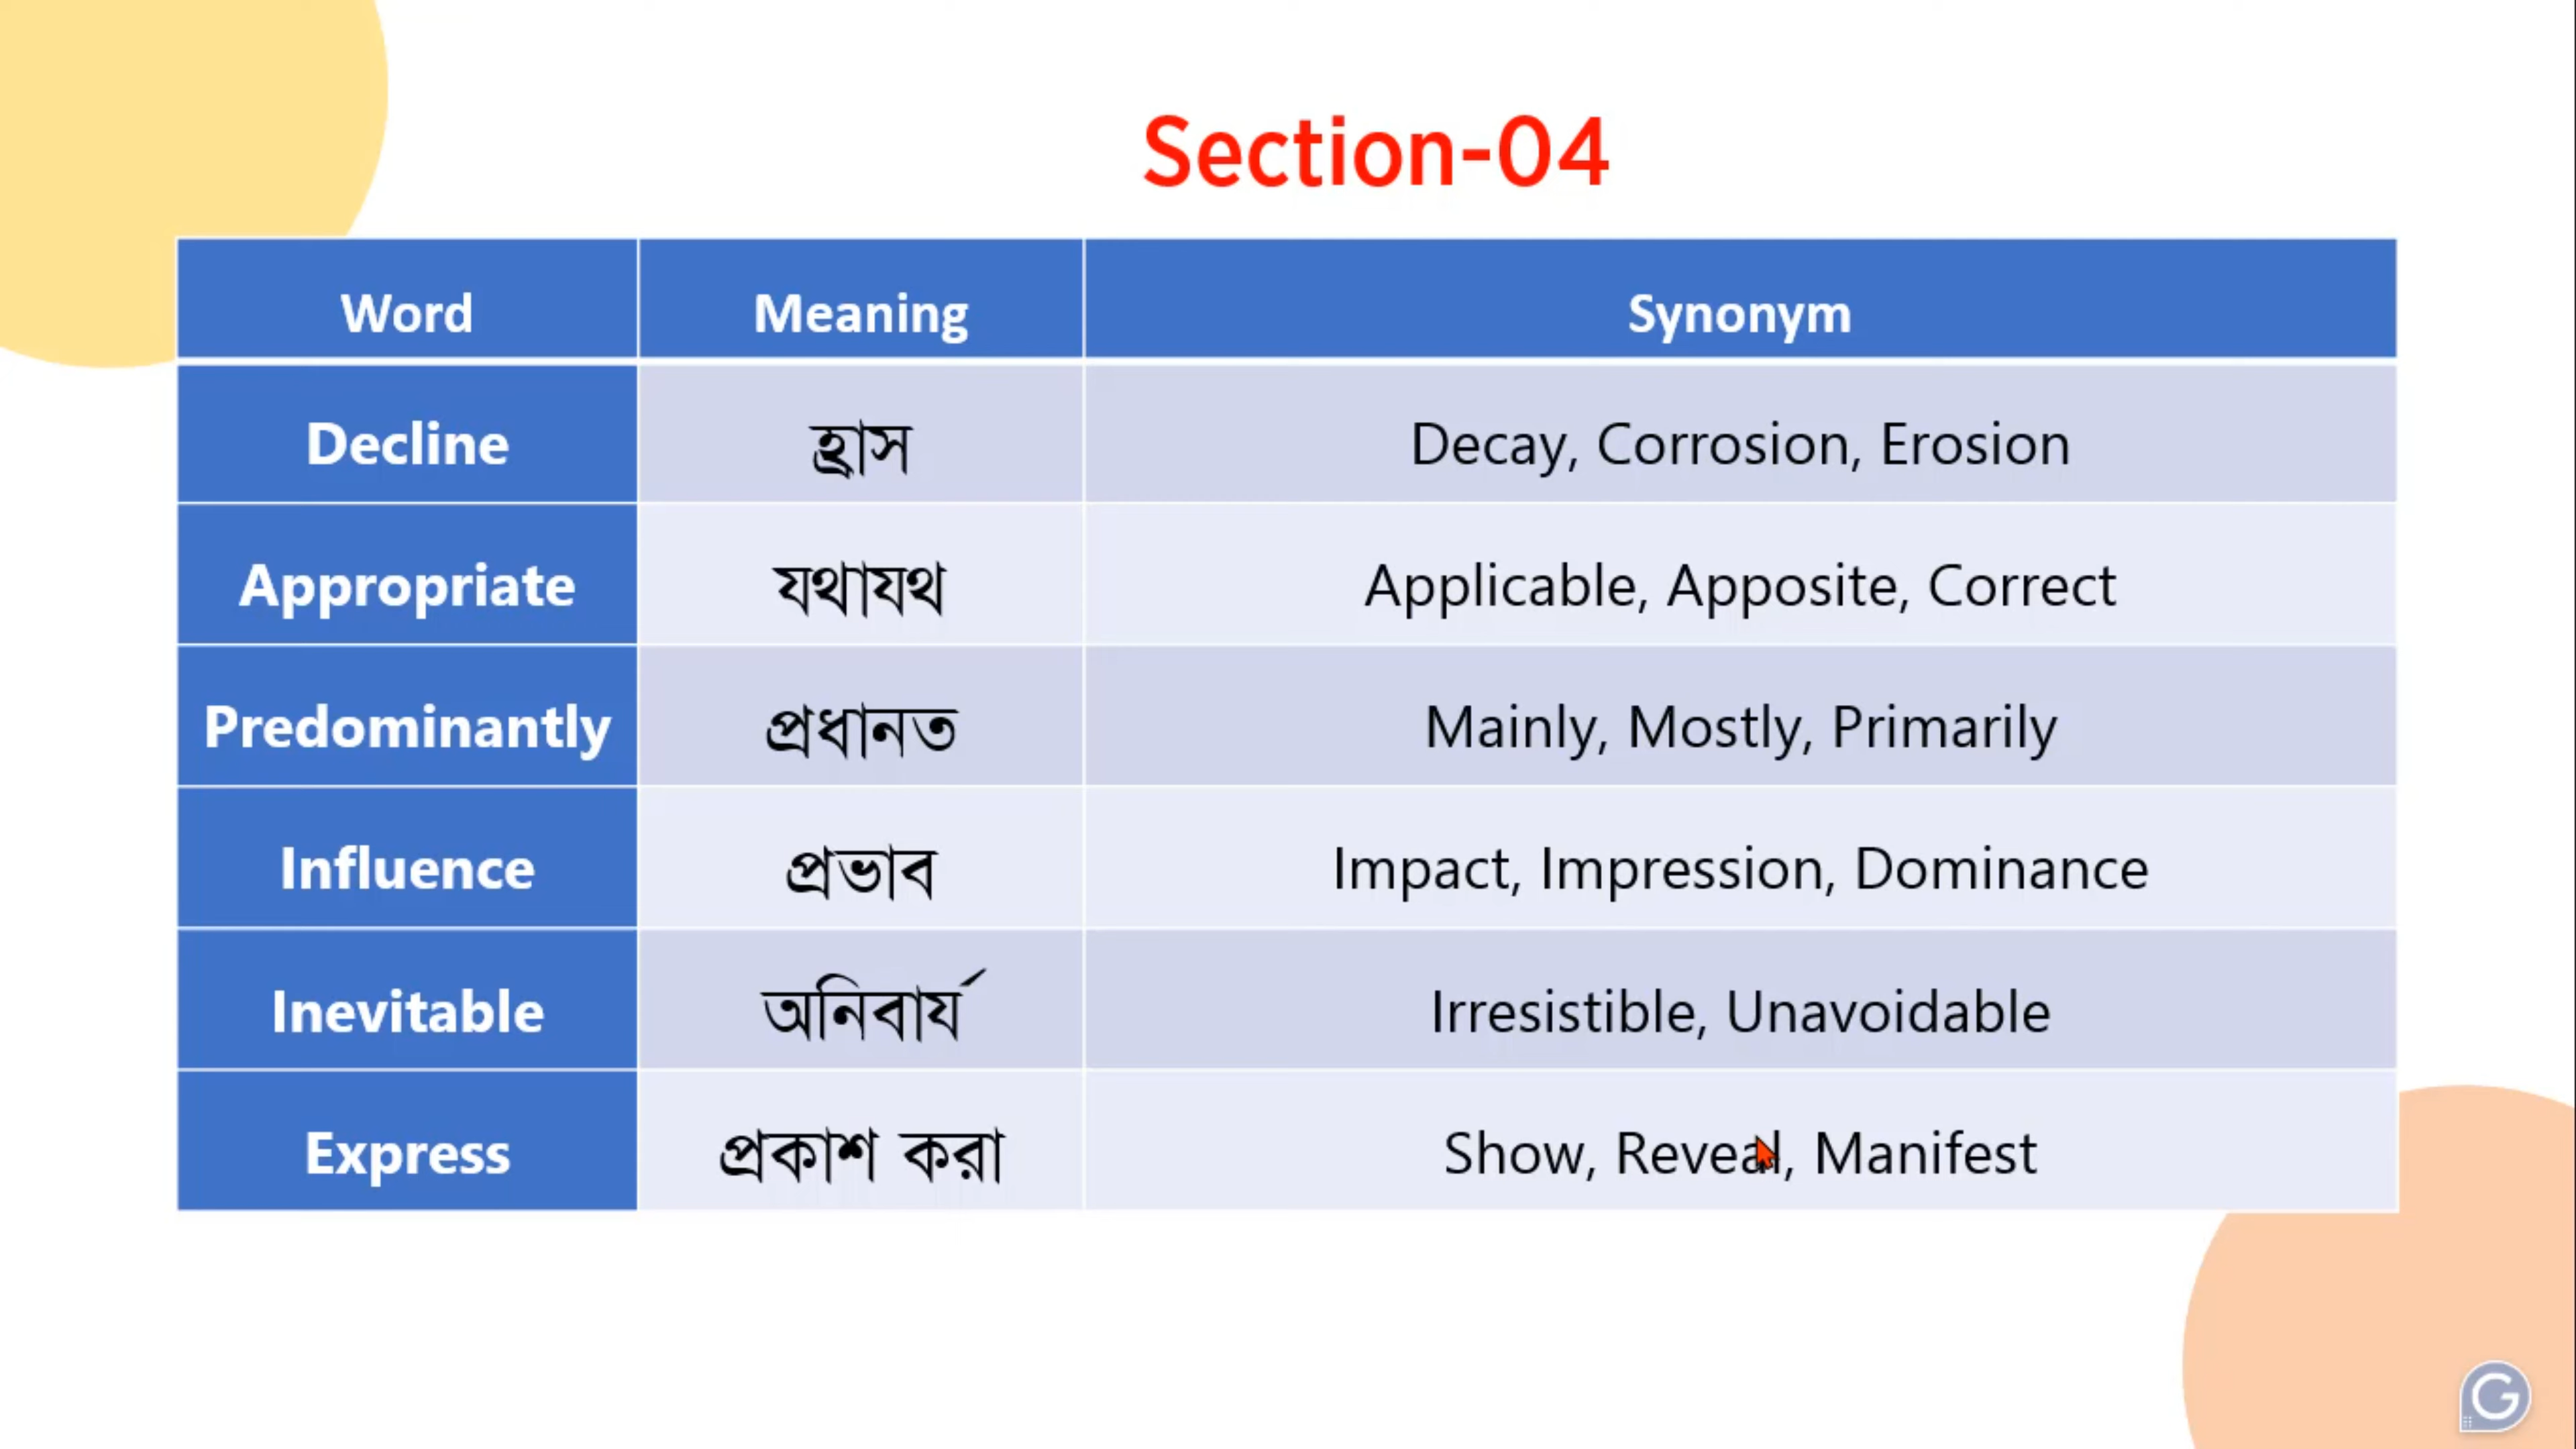 Section-04
Word Meaning Synonym
Decline হ্রাস Decay, Corrosion, Erosion
Appropriate যথাযথ Applicable, Apposite, Correct
Predominantly প্রধানত Mainly, Mostly, Primarily
Influence প্রভাব Impact, Impression, Dominance
Inevitable অনিবার্য Irresistible, Unavoidable
Express প্রকাশ করা Show, Reveal, Manifest
G